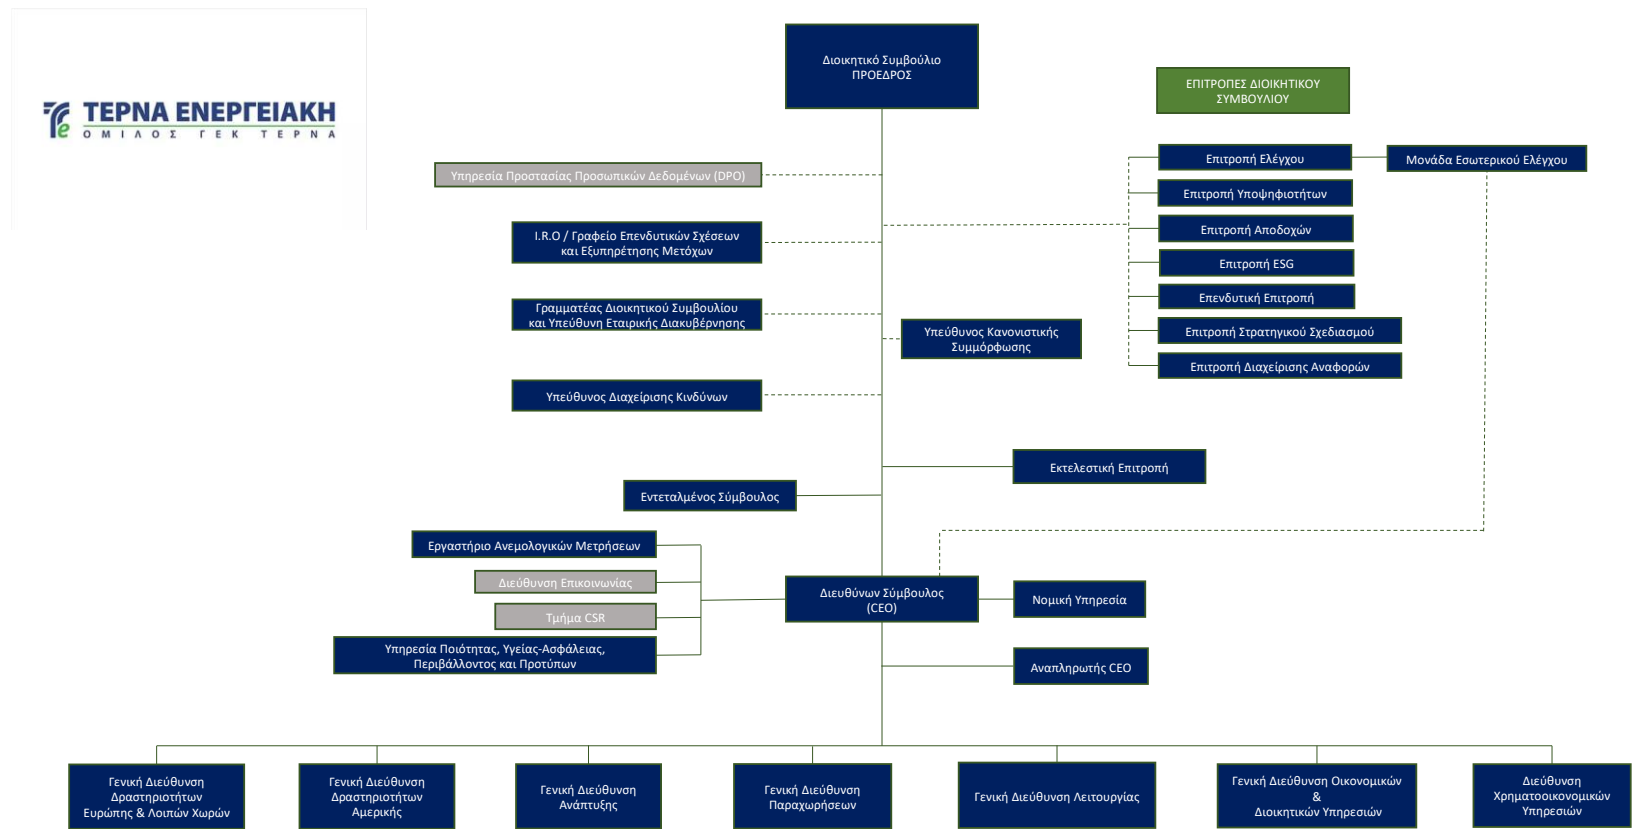 ΤΕΡΝΑ ΕΝΕΡΓΕΙΑΚΗ
ΟΜΙΛΟΣ ΓΕΚ ΤΕΡΝΑ
Διοικητικό Συμβούλιο
ΠΡΟΕΔΡΟΣ
ΕΠΙΤΡΟΠΕΣ ΔΙΟΙΚΗΤΙΚΟΥ
ΣΥΜΒΟΥΛΙΟΥ
Επιτροπή Ελέγχου
Μονάδα Εσωτερικού Ελέγχου
Υπηρεσία Προστασίας Προσωπικών Δεδομένων (DPO)
Επιτροπή Υποψηφιοτήτων
Επιτροπή Αποδοχών
I.R.O / Γραφείο Επενδυτικών Σχέσεων
και Εξυπηρέτησης Μετόχων
Επιτροπή ESG
Επενδυτική Επιτροπή
Γραμματέας Διοικητικού Συμβουλίου
και Υπεύθυνη Εταιρικής Διακυβέρνησης
Υπεύθυνος Κανονιστικής
Συμμόρφωσης
Επιτροπή Στρατηγικού Σχεδιασμού
Επιτροπή Διαχείρισης Αναφορών
Υπεύθυνος Διαχείρισης Κινδύνων
Εκτελεστική Επιτροπή
Εντεταλμένος Σύμβουλος
Εργαστήριο Ανεμολογικών Μετρήσεων
Διεύθυνση Επικοινωνίας
Τμήμα CSR
Υπηρεσία Ποιότητας, Υγείας-Ασφάλειας,
Περιβάλλοντος και Προτύπων
Διευθύνων Σύμβουλος
(CEO)
Νομική Υπηρεσία
Αναπληρωτής CEO
Γενική Διεύθυνση
Δραστηριοτήτων
Ευρώπης & Λοιπών Χωρών
Γενική Διεύθυνση
Δραστηριοτήτων
Αμερικής
Γενική Διεύθυνση
Ανάπτυξης
Γενική Διεύθυνση
Παραχωρήσεων
Γενική Διεύθυνση Λειτουργίας
Γενική Διεύθυνση Οικονομικών
&
Διοικητικών Υπηρεσιών
Διεύθυνση
Χρηματοοικονομικών
Υπηρεσιών